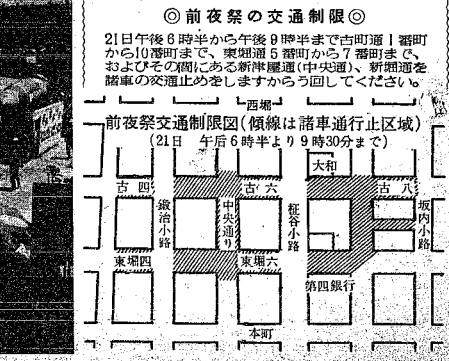 ◎前夜祭の交通制限◎
21日午後6時半から午後9時半まで古町通1番町
から10番町まで、東堀通5番町から7番町まで、
およびその間にある新津屋通(中央通)、新堀通を
諸車の交通止めをしますからう回してください。
西堀
前夜祭交通制限図(傾線は諸車通行止区域)
(21日 午后6時半より9時30分まで)
大和
古四
古六
古八
鍛治小路
中央通り
柾谷小路
坂内小路
東堀四
東堀六
第四銀行
本町